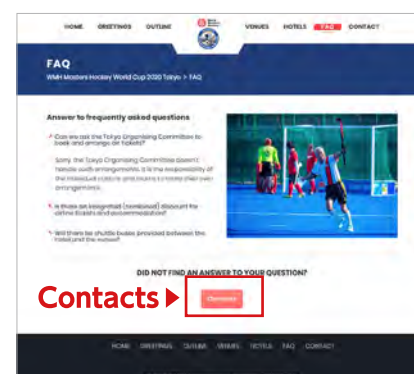 HOME GREETINGS OUTLINE VENUES HOTELS FAQ CONTACT
FAQ
WMH Masters Hockey World Cup 2020 Tokyo > FAQ
Answer to frequently asked questions
Can we ask the Tokyo Organising Committee to
book and arrange air tickets?
Sorry, the Tokyo Organising Committee doesn't
handle such arrangements. It is the responsibility of
the individual and teams to make their own
arrangements.
Is there an integrated (combined) discount for
airline tickets and accommodation?
Will there be shuttle buses provided between the
hotel and the venues?
DID NOT FIND AN ANSWER TO YOUR QUESTION?
Contacts
HOME GREETINGS OUTLINE VENUES HOTELS FAQ CONTACT